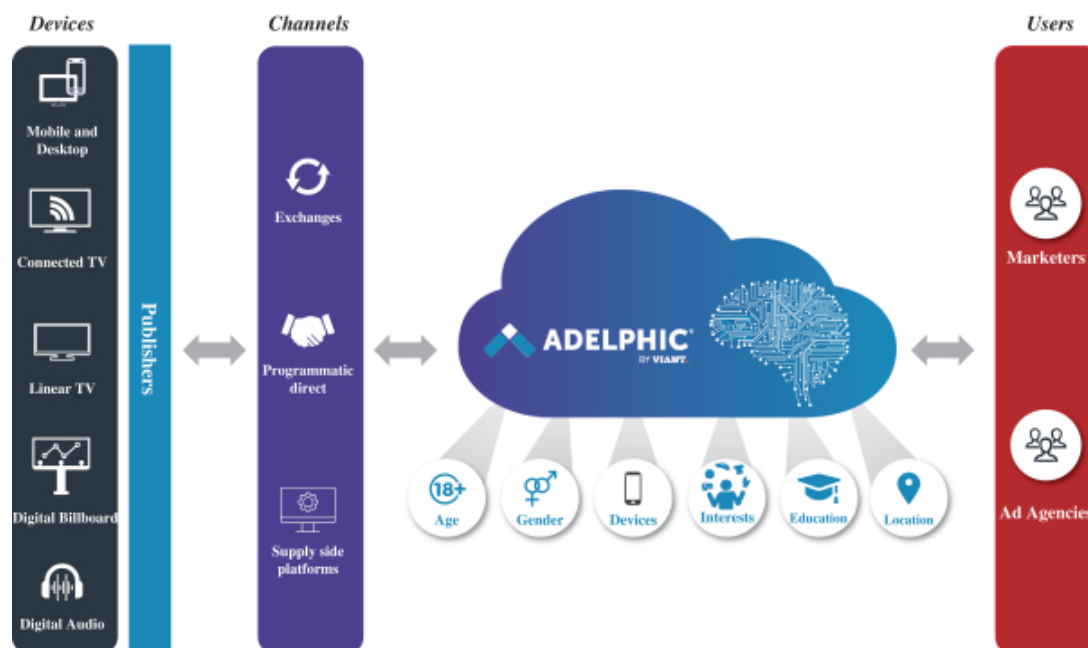 Devices
Channels
Users
Mobile and
Desktop
Connected TV
Linear TV
Digital Billboard
Digital Audio
Publishers
Exchanges
Programmatic
direct
Supply side
platforms
ADELPHIC®
BY VIANT.
18+
Age
Gender
Devices
Interests
Education
Location
Marketers
Ad Agencies